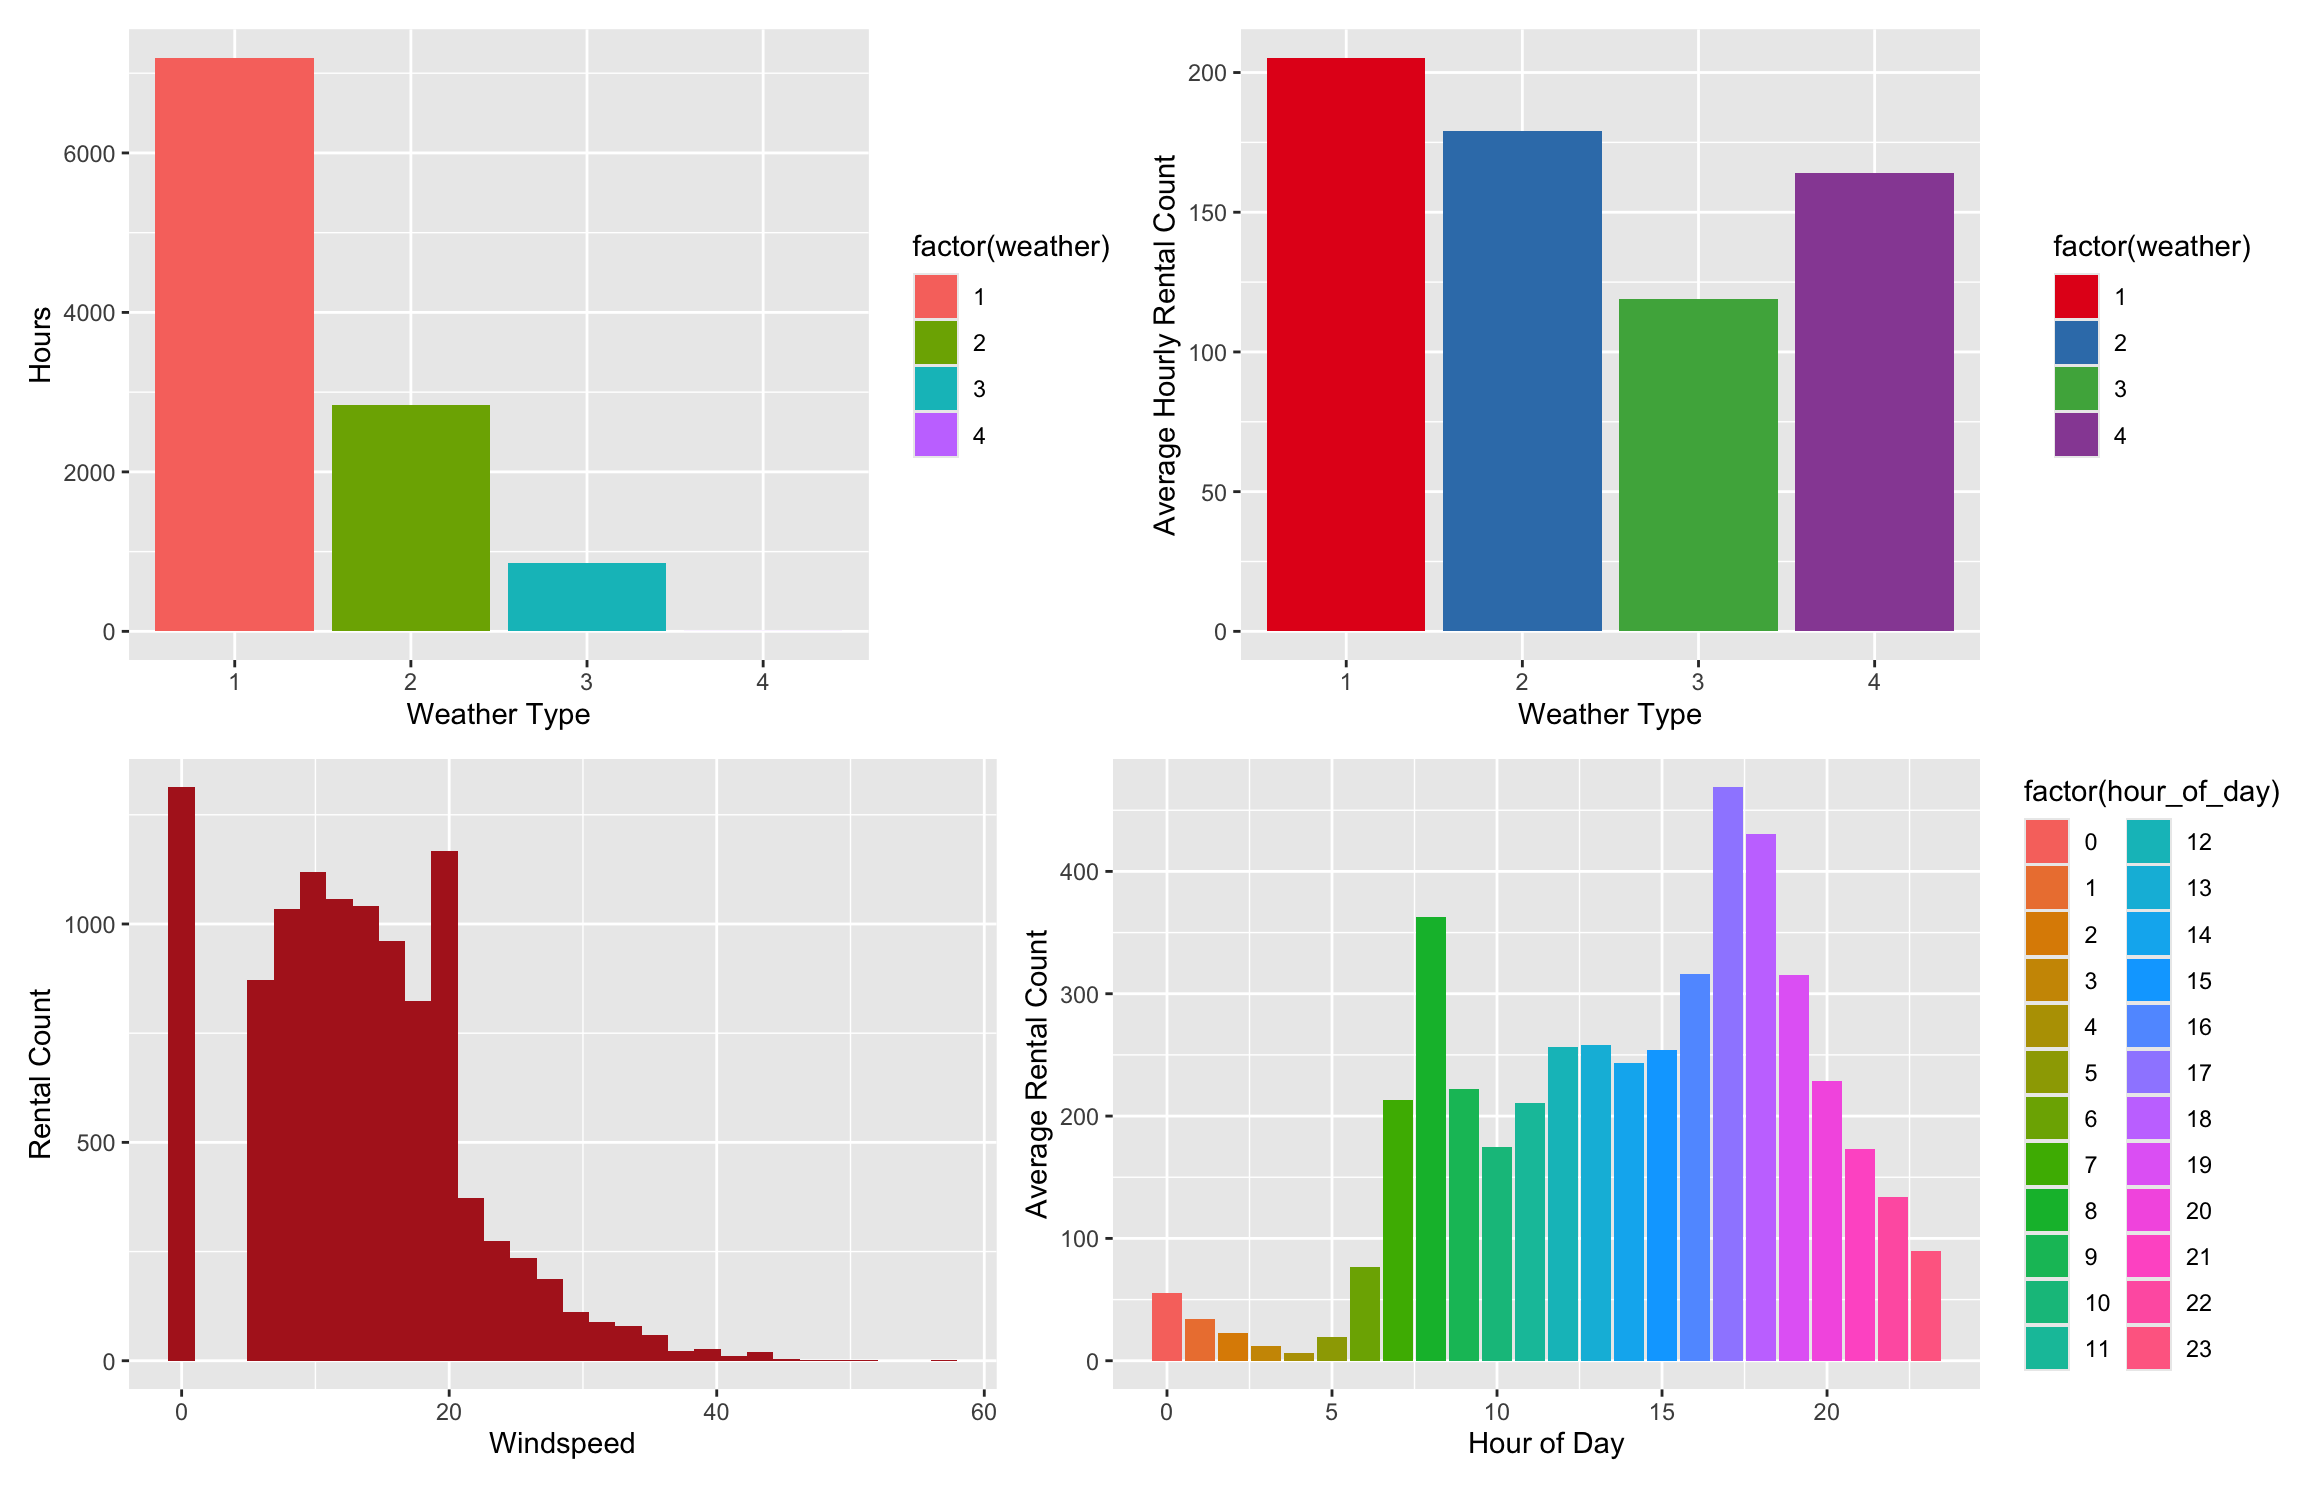 Hours
6000
4000
2000
0
1 2 3 4
Weather Type
factor(weather)
1
2
3
4
Average Hourly Rental Count
200
150
100
50
0
1 2 3 4
Weather Type
factor(weather)
1
2
3
4
Rental Count
1000
500
0
0 20 40 60
Windspeed
Average Rental Count
400
300
200
100
0
0 5 10 15 20
Hour of Day
factor(hour_of_day)
0 12
1 13
2 14
3 15
4 16
5 17
6 18
7 19
8 20
9 21
10 22
11 23